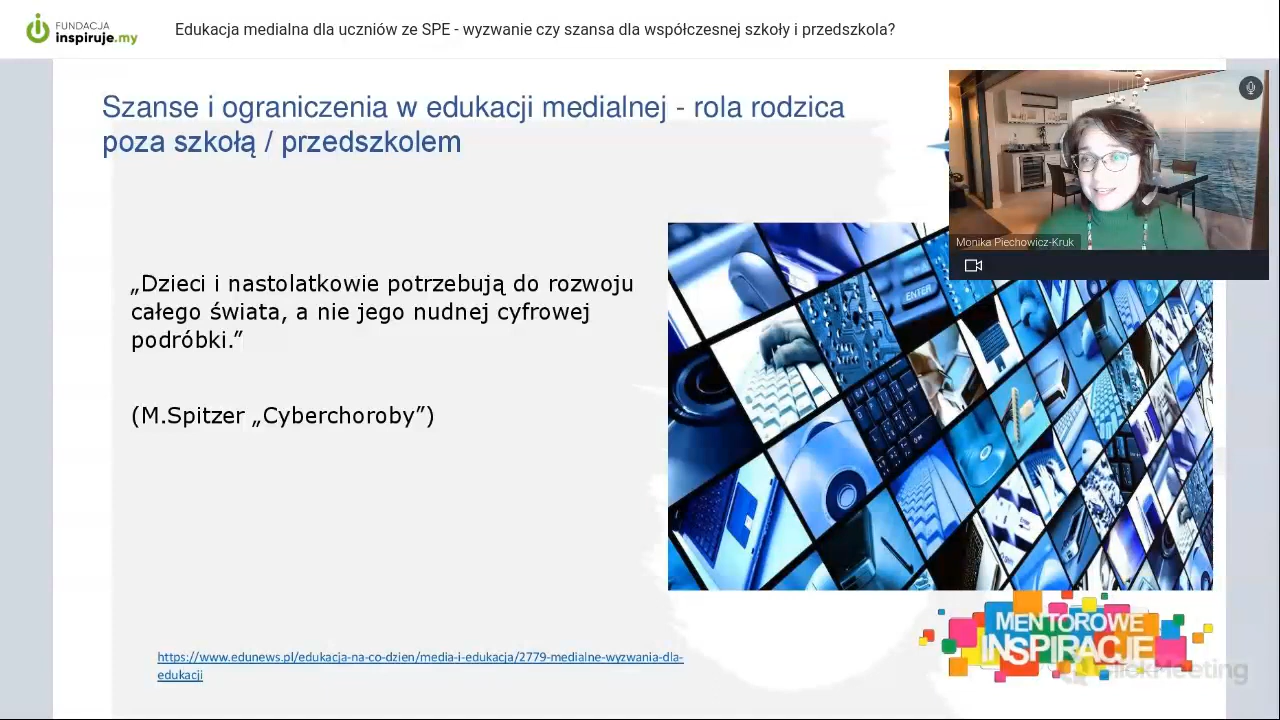 FUNDACJA
inspiruje.my
Edukacja medialna dla uczniów ze SPE - wyzwanie czy szansa dla współczesnej szkoły i przedszkola?
Szanse i ograniczenia w edukacji medialnej - rola rodzica
poza szkołą / przedszkolem
Monika Piechowicz-Kruk
ENTER
„Dzieci i nastolatkowie potrzebują do rozwoju
całego świata, a nie jego nudnej cyfrowej
podróbki.”
(M.Spitzer „Cyberchoroby”)
MENTOROWE
INSPIRACJE
ClickMeeting
https://www.edunews.pl/edukacja-na-co-dzien/media-i-edukacja/2779-medialne-wyzwania-dla-
edukacji